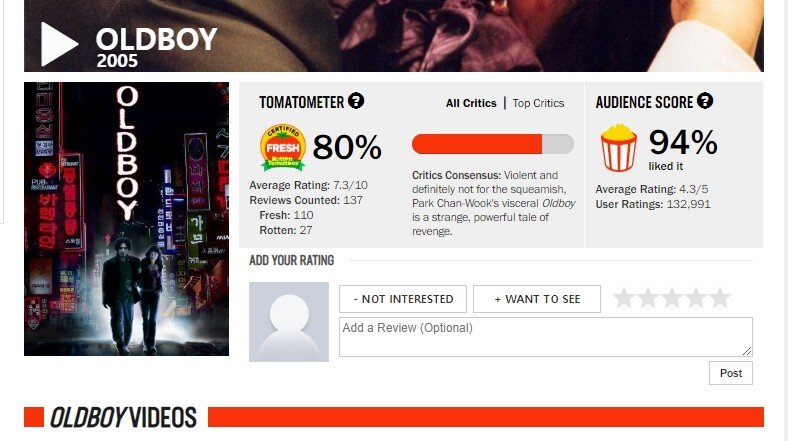 OLDBOY
2005
OLDBOY
TOMATOMETER ?
All Critics | Top Critics
CERTIFIED
FRESH
Rotten
Tomatoes
80%
Average Rating: 7.3/10
Reviews Counted: 137
Fresh: 110
Rotten: 27
Critics Consensus: Violent and
definitely not for the squeamish,
Park Chan-Wook's visceral Oldboy
is a strange, powerful tale of
revenge.
AUDIENCE SCORE ?
94%
liked it
Average Rating: 4.3/5
User Ratings: 132,991
ADD YOUR RATING
- NOT INTERESTED
+ WANT TO SEE
Add a Review (Optional)
Post
OLDBOY VIDEOS